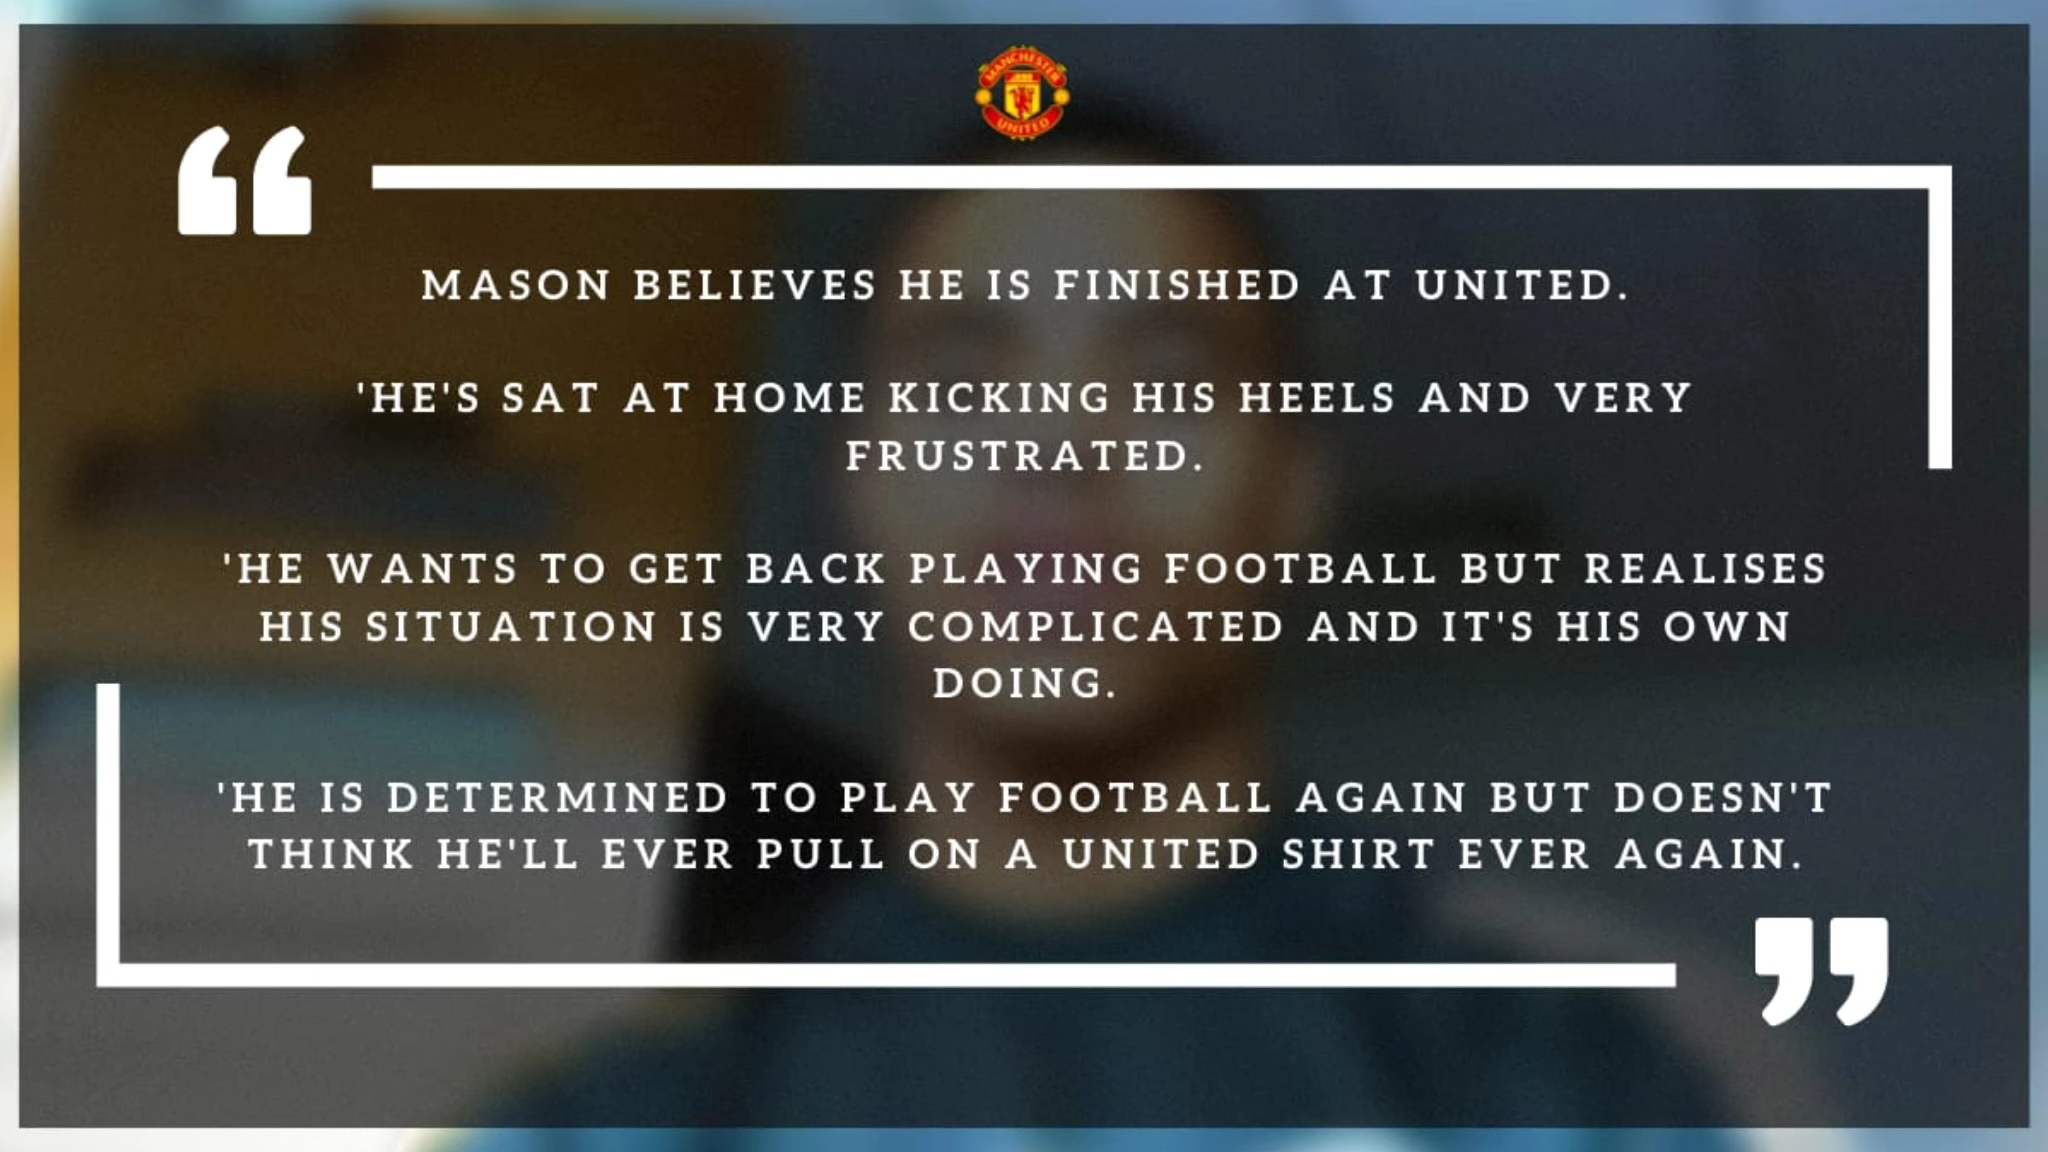 MANCHESTER
UNITED
“
MASON BELIEVES HE IS FINISHED AT UNITED.
'HE'S SAT AT HOME KICKING HIS HEELS AND VERY
FRUSTRATED.
'HE WANTS TO GET BACK PLAYING FOOTBALL BUT REALISES
HIS SITUATION IS VERY COMPLICATED AND IT'S HIS OWN
DOING.
'HE IS DETERMINED TO PLAY FOOTBALL AGAIN BUT DOESN'T
THINK HE'LL EVER PULL ON A UNITED SHIRT EVER AGAIN.
”